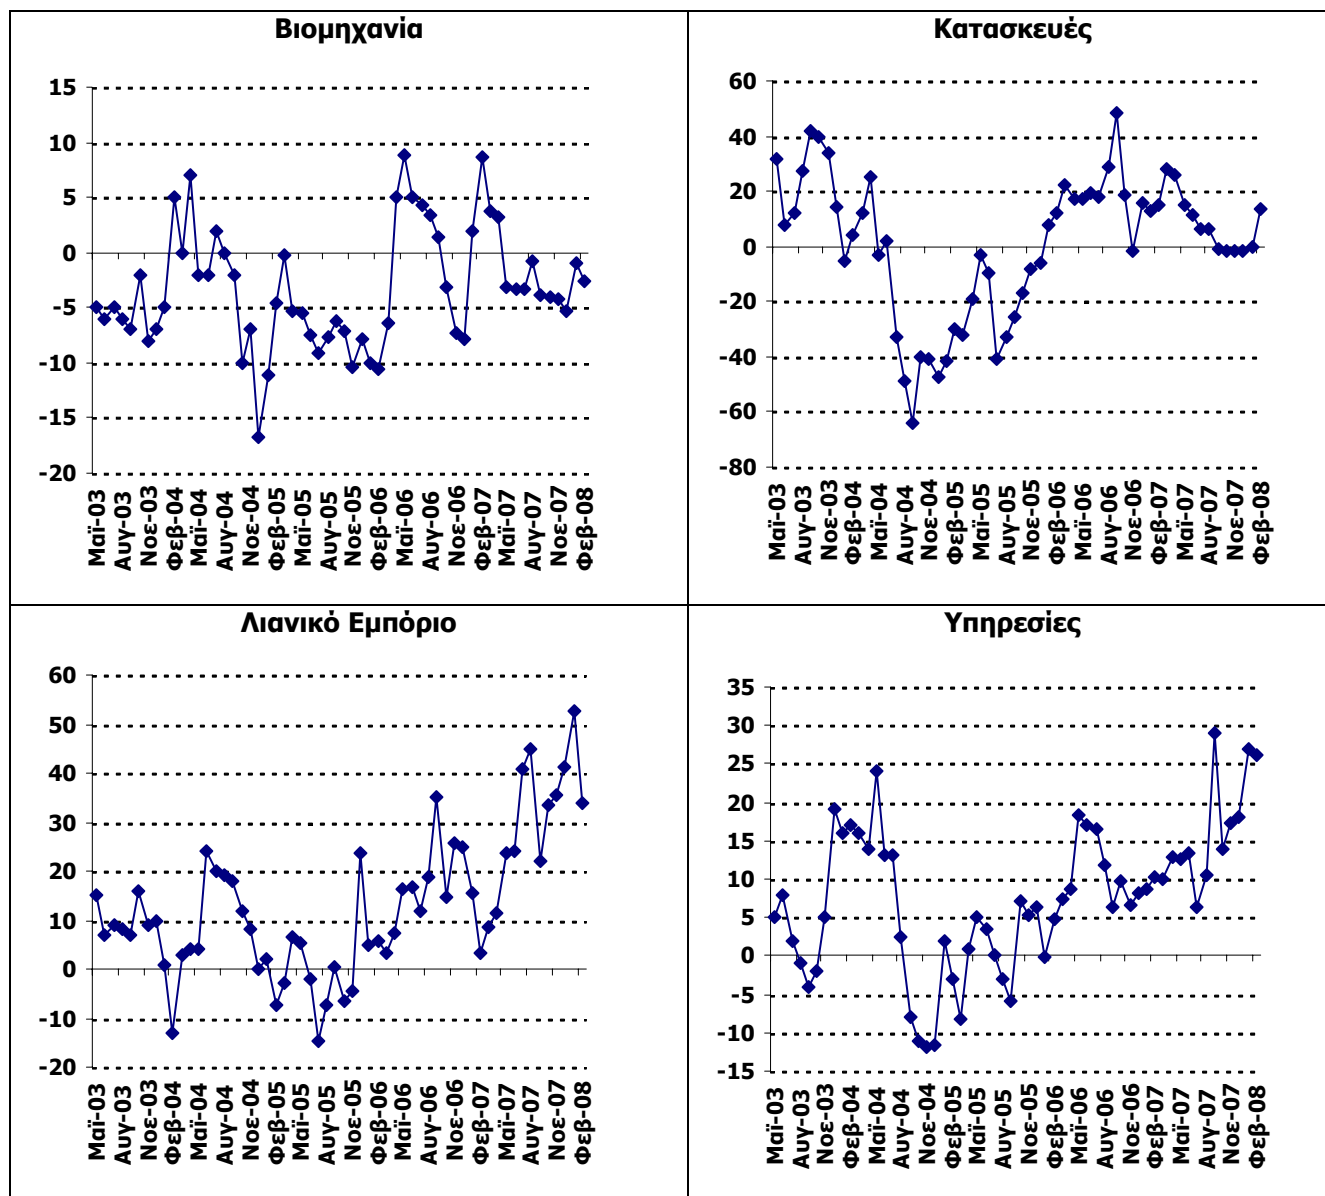 Βιομηχανία
15
10
5
0
-5
-10
-15
-20
Μαϊ-03
Αυγ-03
Νοε-03
Φεβ-04
Μαϊ-04
Αυγ-04
Νοε-04
Φεβ-05
Μαϊ-05
Αυγ-05
Νοε-05
Φεβ-06
Μαϊ-06
Αυγ-06
Νοε-06
Φεβ-07
Μαϊ-07
Αυγ-07
Νοε-07
Φεβ-08
Κατασκευές
60
40
20
0
-20
-40
-60
-80
Μαϊ-03
Αυγ-03
Νοε-03
Φεβ-04
Μαϊ-04
Αυγ-04
Νοε-04
Φεβ-05
Μαϊ-05
Αυγ-05
Νοε-05
Φεβ-06
Μαϊ-06
Αυγ-06
Νοε-06
Φεβ-07
Μαϊ-07
Αυγ-07
Νοε-07
Φεβ-08
Λιανικό Εμπόριο
60
50
40
30
20
10
0
-10
-20
Μαϊ-03
Αυγ-03
Νοε-03
Φεβ-04
Μαϊ-04
Αυγ-04
Νοε-04
Φεβ-05
Μαϊ-05
Αυγ-05
Νοε-05
Φεβ-06
Μαϊ-06
Αυγ-06
Νοε-06
Φεβ-07
Μαϊ-07
Αυγ-07
Νοε-07
Φεβ-08
Υπηρεσίες
35
30
25
20
15
10
5
0
-5
-10
-15
Μαϊ-03
Αυγ-03
Νοε-03
Φεβ-04
Μαϊ-04
Αυγ-04
Νοε-04
Φεβ-05
Μαϊ-05
Αυγ-05
Νοε-05
Φεβ-06
Μαϊ-06
Αυγ-06
Νοε-06
Φεβ-07
Μαϊ-07
Αυγ-07
Νοε-07
Φεβ-08